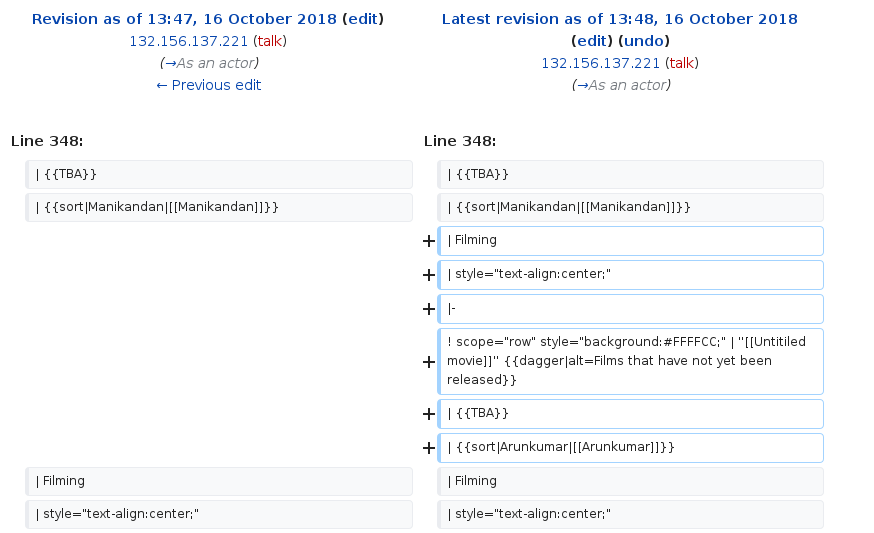 Revision as of 13:47, 16 October 2018 (edit)
132.156.137.221 (talk)
(→As an actor)
← Previous edit
Latest revision as of 13:48, 16 October 2018
(edit) (undo)
132.156.137.221 (talk)
(→As an actor)
Line 348:
Line 348:
| {{TBA}}
| {{TBA}}
| {{sort|Manikandan|[[Manikandan]]}}
| {{sort|Manikandan|[[Manikandan]]}}
+ | Filming
+ | style="text-align:center;"
+ |-
+ ! scope="row" style="background:#FFFFCC;" | ''[[Untitiled
movie]]'' {{dagger|alt=Films that have not yet been
released}}
+ | {{TBA}}
+ | {{sort|Arunkumar|[[Arunkumar]]}}
| Filming
| Filming
| style="text-align:center;"
| style="text-align:center;"